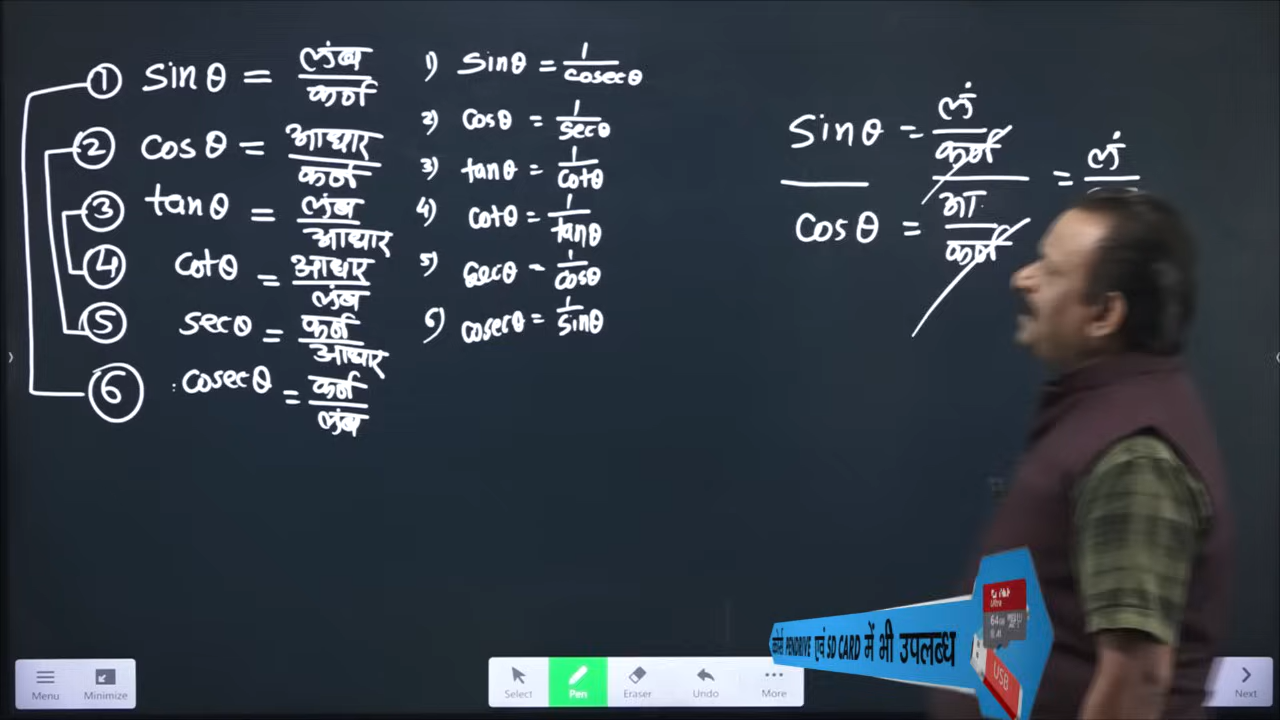 ① sinθ = लंब/कर्ण
② cosθ = आधार/कर्ण
③ tanθ = लंब/आधार
④ cotθ = आधार/लंब
⑤ secθ = कर्ण/आधार
⑥ cosecθ = कर्ण/लंब
1) sinθ = 1/cosecθ
2) cosθ = 1/secθ
3) tanθ = 1/cotθ
4) cotθ = 1/tanθ
5) secθ = 1/cosθ
6) cosecθ = 1/sinθ
sinθ = लं/कर्ण
cosθ = आ./कर्ण
= लं
कोर्स PENDRIVE एवं SD CARD में भी उपलब्ध
Ultra
64
USB
Menu
Minimize
Select
Pen
Eraser
Undo
More
Next